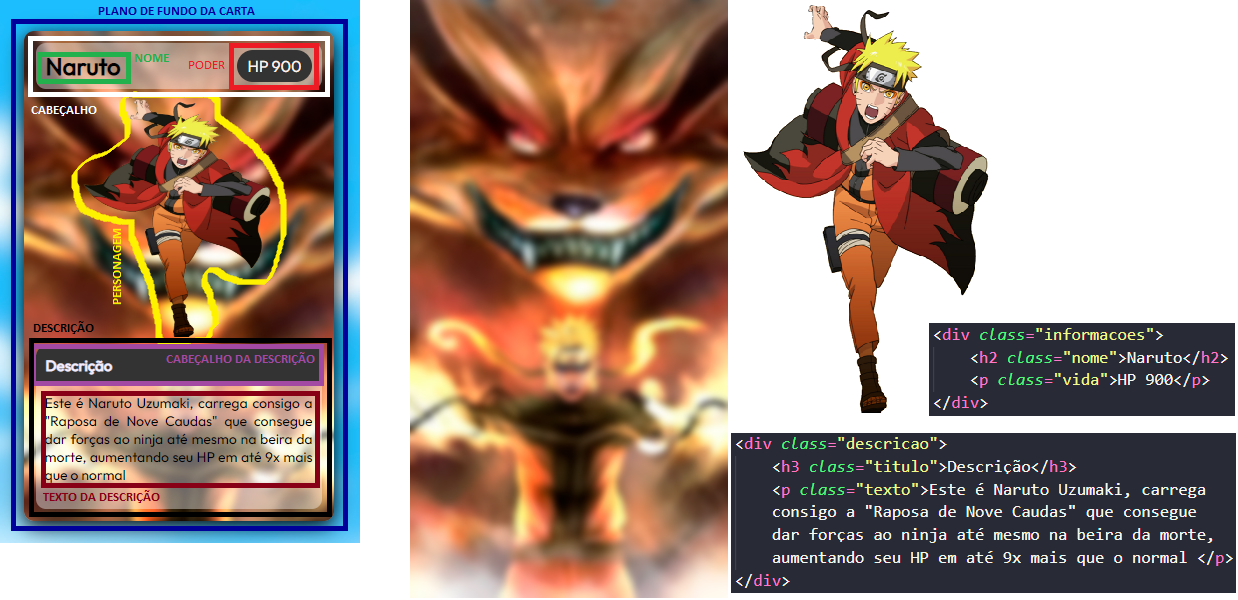 PLANO DE FUNDO DA CARTA
Naruto
NOME
PODER
HP 900
CABEÇALHO
PERSONAGEM
DESCRIÇÃO
Descrição
CABEÇALHO DA DESCRIÇÃO
Este é Naruto Uzumaki, carrega consigo a
"Raposa de Nove Caudas" que consegue
dar forças ao ninja até mesmo na beira da
morte, aumentando seu HP em até 9x mais
que o normal
TEXTO DA DESCRIÇÃO
<div class="informacoes">
<h2 class="nome">Naruto</h2>
<p class="vida">HP 900</p>
</div>
<div class="descricao">
<h3 class="titulo">Descrição</h3>
<p class="texto">Este é Naruto Uzumaki, carrega
consigo a "Raposa de Nove Caudas" que consegue
dar forças ao ninja até mesmo na beira da morte,
aumentando seu HP em até 9x mais que o normal </p>
</div>